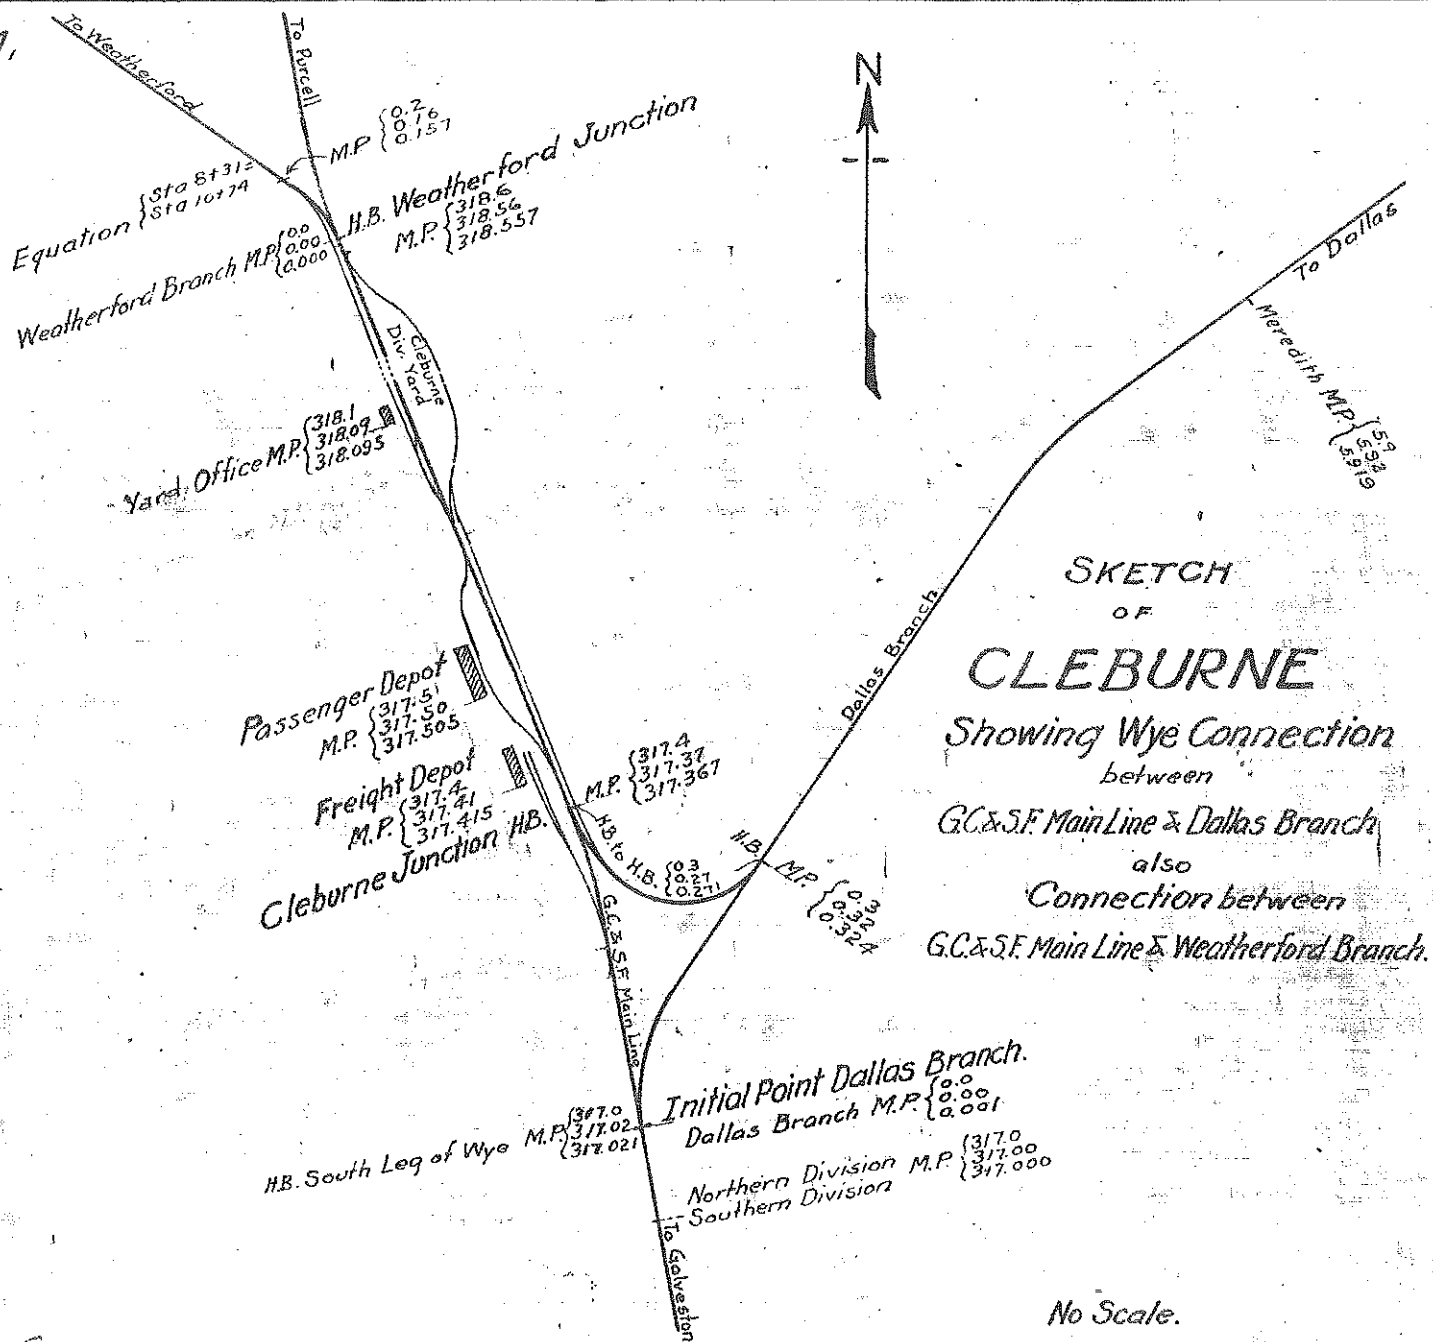 To Weatherford
To Purcell
M.P. {0.2
0.16
0.157
N
Equation {Sta 8+31=
Sta 10+74
H.B. Weatherford Junction
M.P. {318.6
318.56
318.557
Weatherford Branch M.P. {0.0
0.00
0.000
To Dallas
Meredith M.P. {5.9
5.92
5.919
Cleburne
Div. Yard
Yard Office M.P. {318.1
318.09
318.095
SKETCH
OF
CLEBURNE
Showing Wye Connection
between
G.C.&S.F. Main Line & Dallas Branch
also
Connection between
G.C.&S.F. Main Line & Weatherford Branch.
Dallas Branch
Passenger Depot
M.P. {317.51
317.50
317.505
Freight Depot
M.P. {317.4
317.41
317.415
Cleburne Junction H.B.
M.P. {317.4
317.37
317.367
H.B. to H.B. {0.3
H.B.
M.P. {0.3
0.32
0.324
G.C.&S.F. Main Line
Initial Point Dallas Branch.
Dallas Branch M.P. {0.0
0.00
0.001
H.B. South Leg of Wye M.P. {317.0
317.02
317.021
Northern Division M.P. {317.0
317.00
317.000
Southern Division
To Galveston
No Scale.